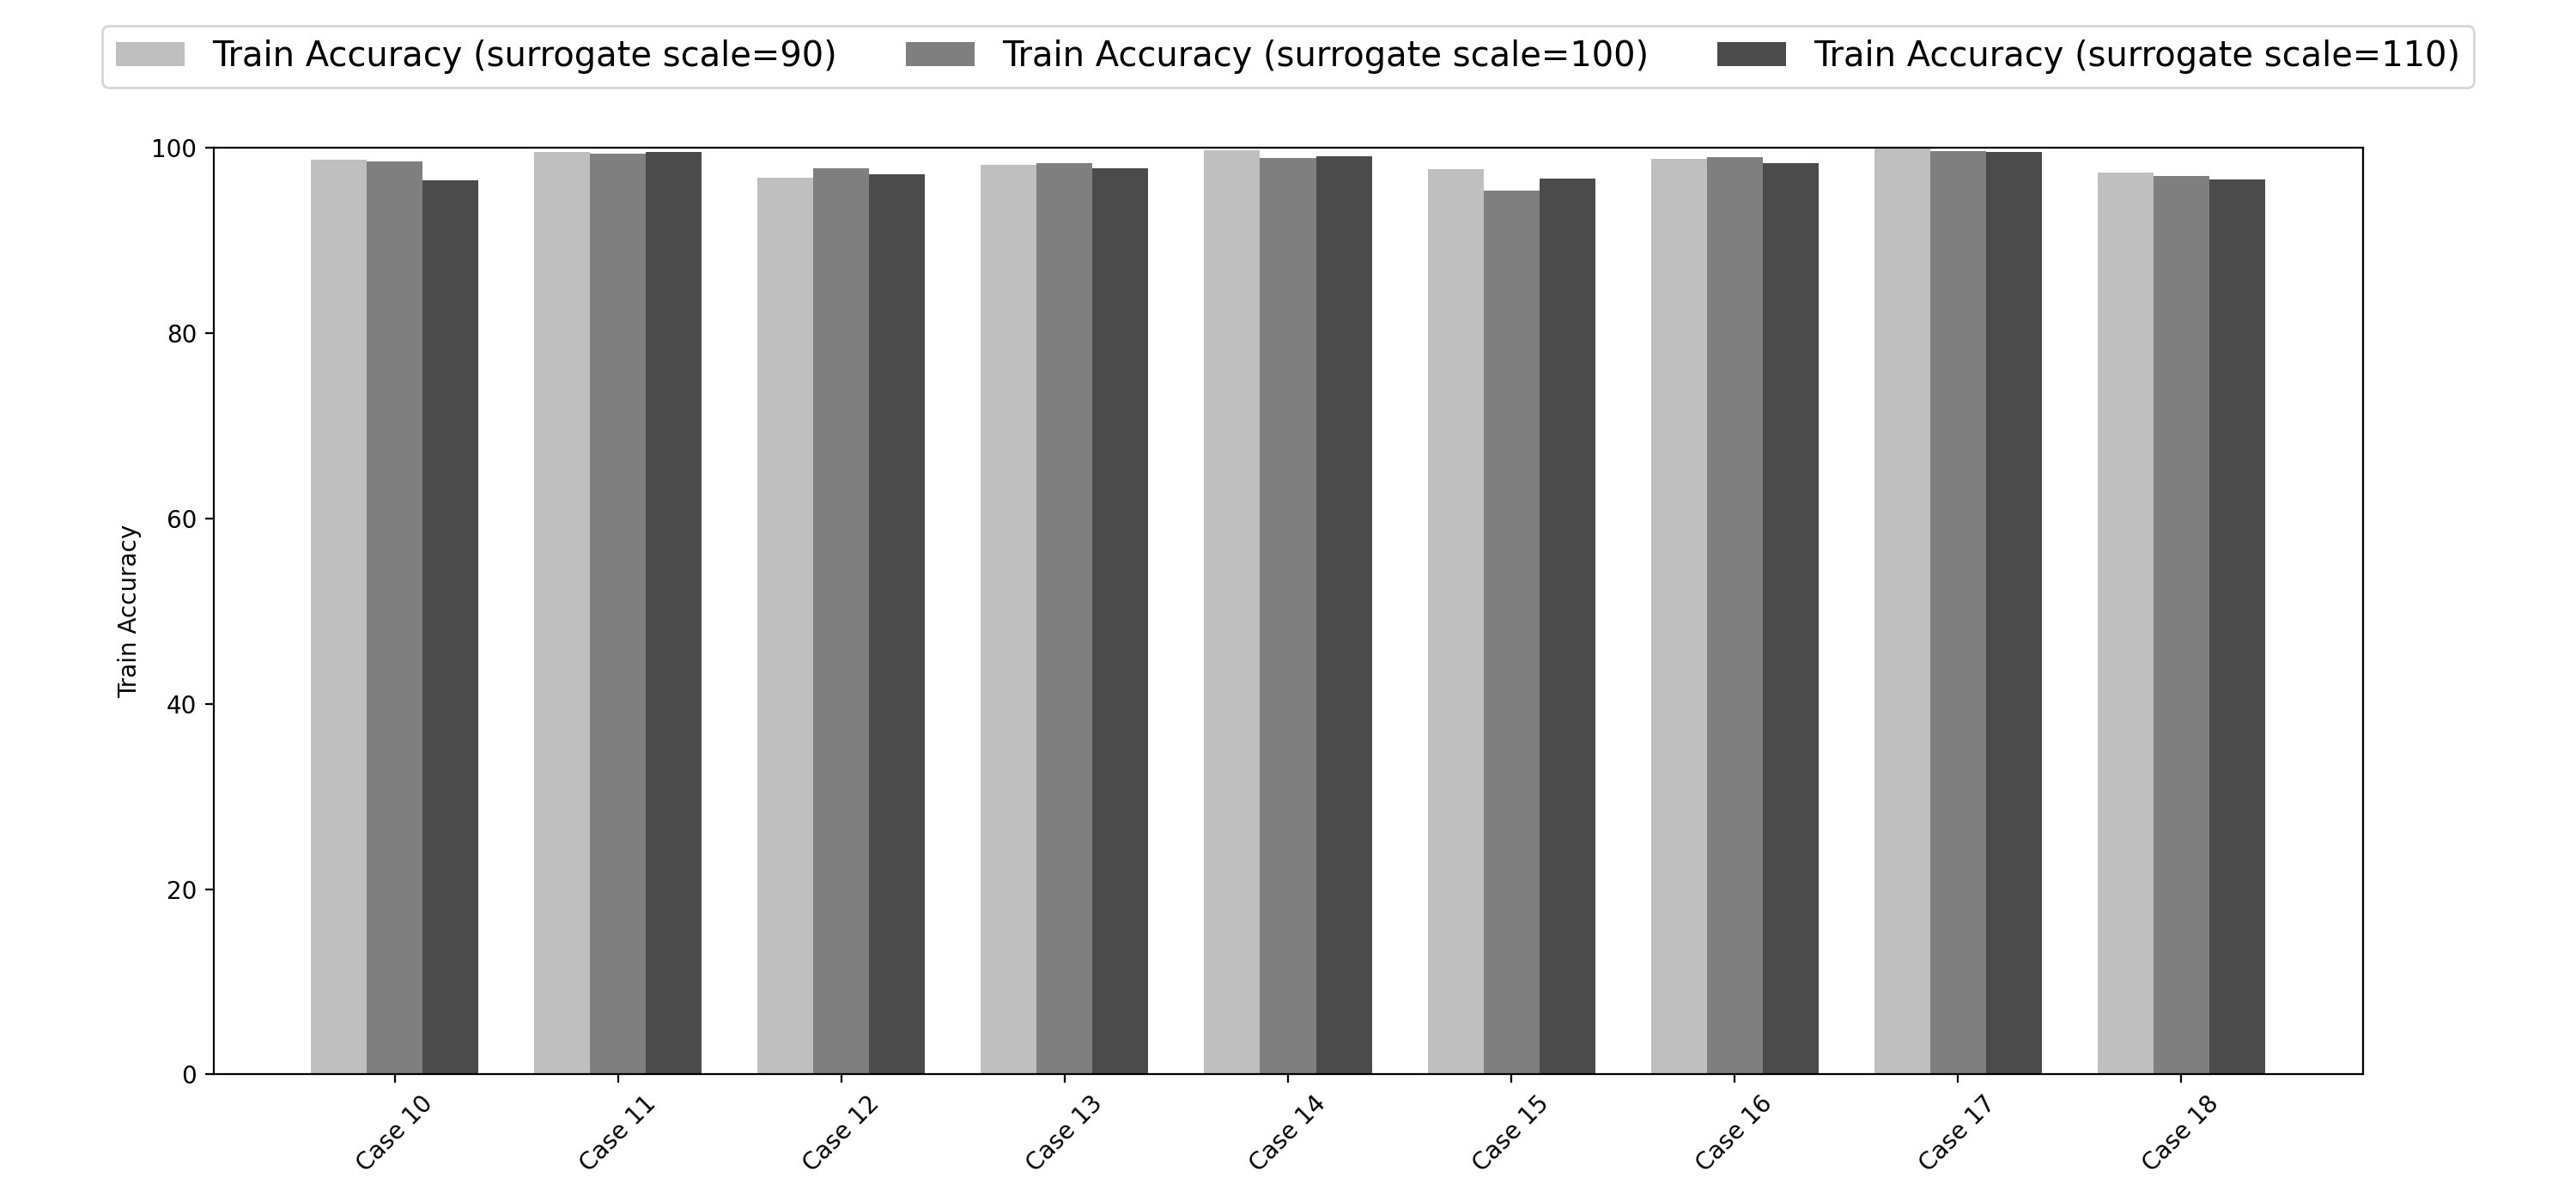 Train Accuracy (surrogate scale=90) Train Accuracy (surrogate scale=100) Train Accuracy (surrogate scale=110)
100
80
60
40
20
0
Train Accuracy
Case 10 Case 11 Case 12 Case 13 Case 14 Case 15 Case 16 Case 17 Case 18